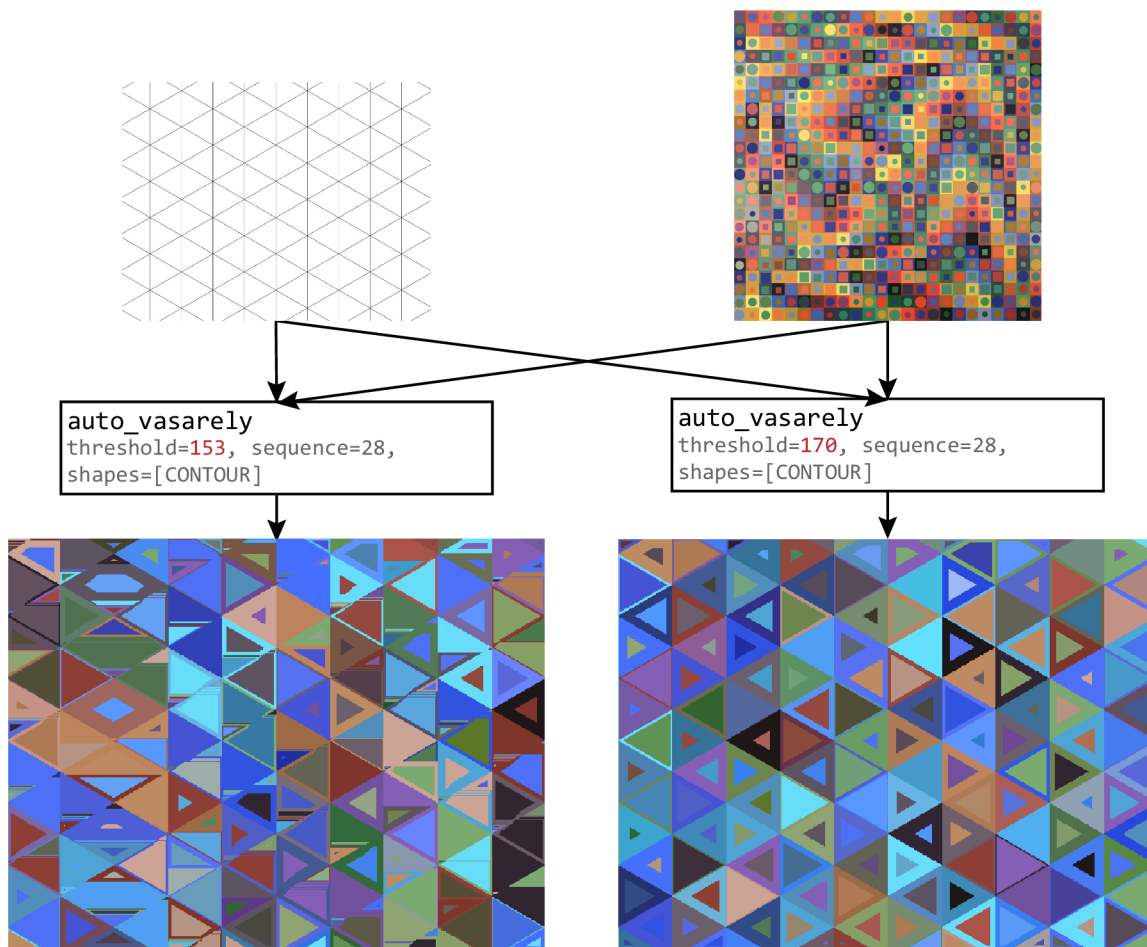 auto_vasarely
threshold=153, sequence=28,
shapes=[CONTOUR]
auto_vasarely
threshold=170, sequence=28,
shapes=[CONTOUR]